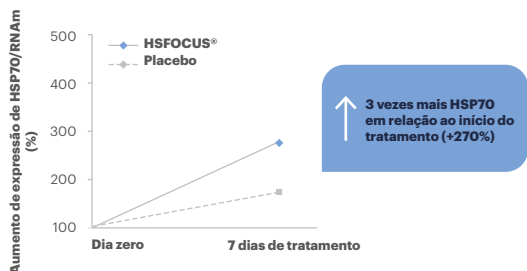 Aumento de expressão de HSP70/RNAm
(%)
500
400
300
200
100
HSFOCUS®
Placebo
Dia zero
7 dias de tratamento
3 vezes mais HSP70
em relação ao início do
tratamento (+270%)